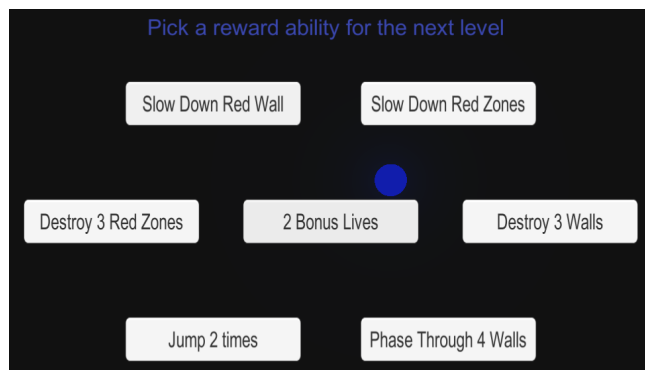 Pick a reward ability for the next level
Slow Down Red Wall
Slow Down Red Zones
Destroy 3 Red Zones
2 Bonus Lives
Destroy 3 Walls
Jump 2 times
Phase Through 4 Walls